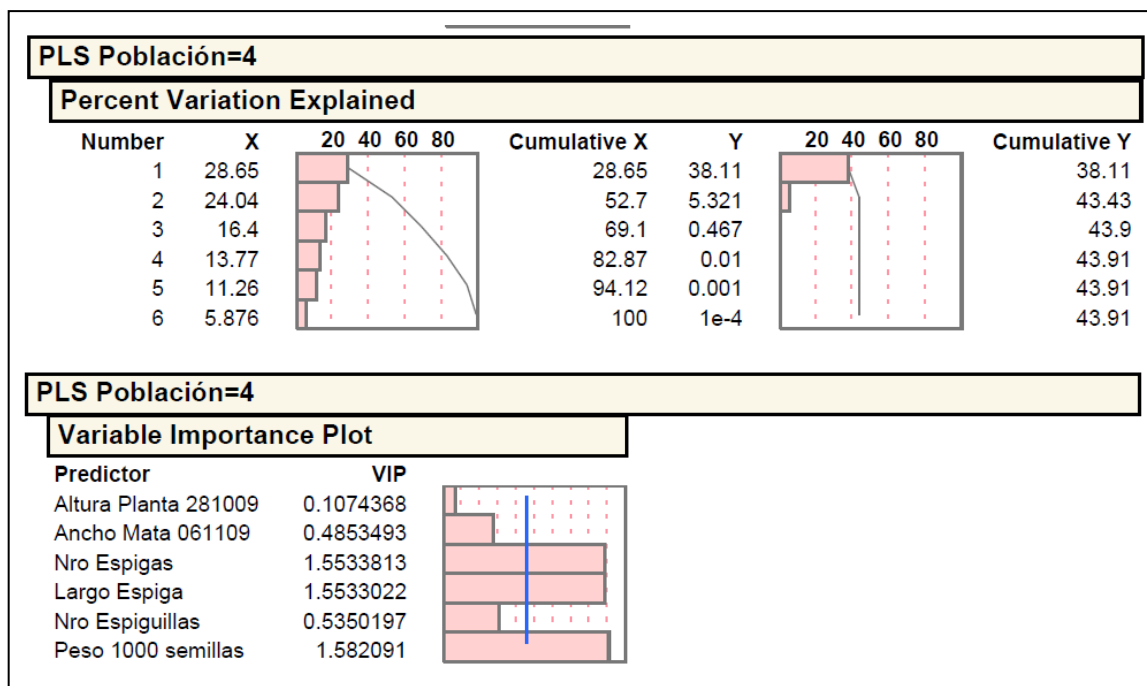 PLS Población=4
Percent Variation Explained
Number X 20 40 60 80 Cumulative X Y 20 40 60 80 Cumulative Y
1 28.65 28.65 38.11 38.11
2 24.04 52.7 5.321 43.43
3 16.4 69.1 0.467 43.9
4 13.77 82.87 0.01 43.91
5 11.26 94.12 0.001 43.91
6 5.876 100 1e-4 43.91
PLS Población=4
Variable Importance Plot
Predictor VIP
Altura Planta 281009 0.1074368
Ancho Mata 061109 0.4853493
Nro Espigas 1.5533813
Largo Espiga 1.5533022
Nro Espiguillas 0.5350197
Peso 1000 semillas 1.582091